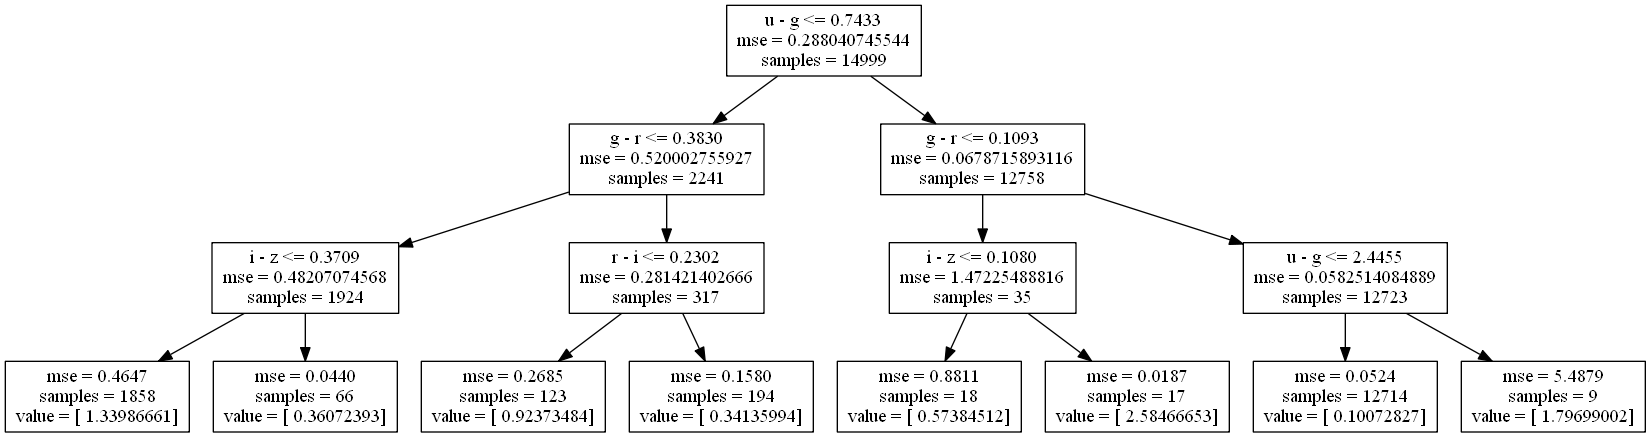 u - g <= 0.7433
mse = 0.288040745544
samples = 14999
g - r <= 0.3830
mse = 0.520002755927
samples = 2241
g - r <= 0.1093
mse = 0.0678715893116
samples = 12758
i - z <= 0.3709
mse = 0.48207074568
samples = 1924
r - i <= 0.2302
mse = 0.281421402666
samples = 317
i - z <= 0.1080
mse = 1.47225488816
samples = 35
u - g <= 2.4455
mse = 0.0582514084889
samples = 12723
mse = 0.4647
samples = 1858
value = [ 1.33986661]
mse = 0.0440
samples = 66
value = [ 0.36072393]
mse = 0.2685
samples = 123
value = [ 0.92373484]
mse = 0.1580
samples = 194
value = [ 0.34135994]
mse = 0.8811
samples = 18
value = [ 0.57384512]
mse = 0.0187
samples = 17
value = [ 2.58466653]
mse = 0.0524
samples = 12714
value = [ 0.10072827]
mse = 5.4879
samples = 9
value = [ 1.79699002]